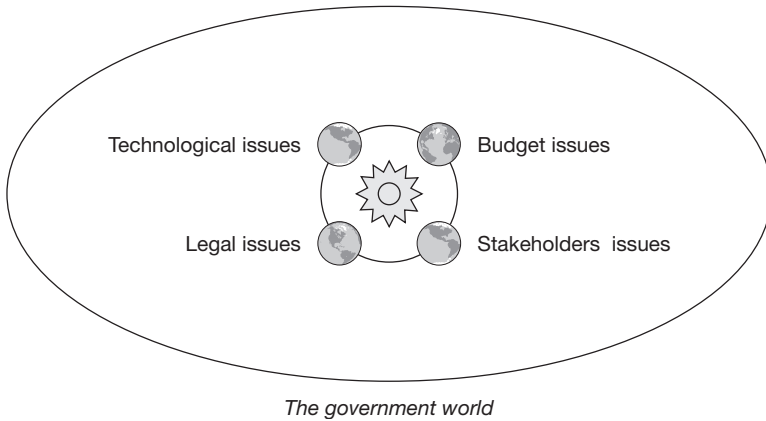 Technological issues
Budget issues
Legal issues
Stakeholders issues
The government world